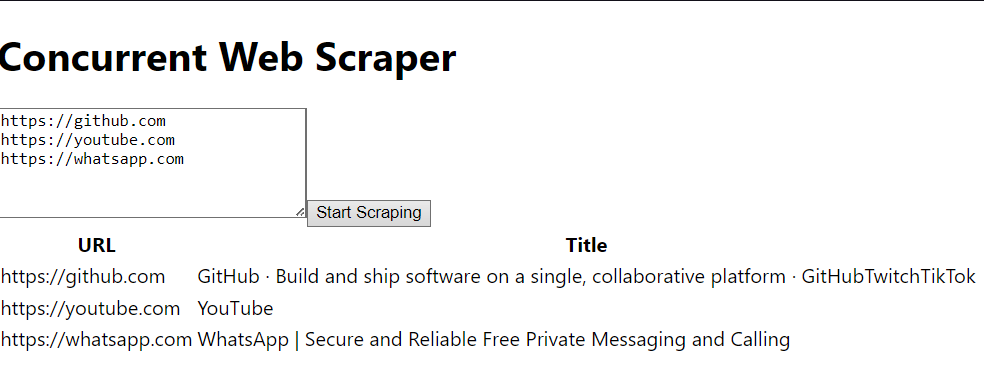 Concurrent Web Scraper
https://github.com
https://youtube.com
https://whatsapp.com
Start Scraping
URL Title
https://github.com GitHub · Build and ship software on a single, collaborative platform · GitHubTwitchTikTok
https://youtube.com YouTube
https://whatsapp.com WhatsApp | Secure and Reliable Free Private Messaging and Calling